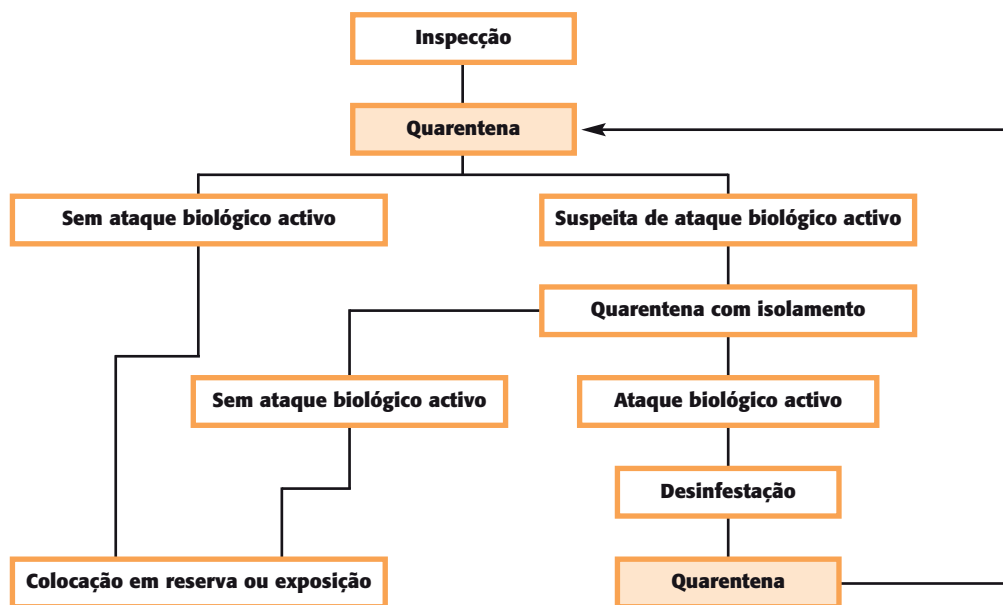 Inspecção
Quarentena
Sem ataque biológico activo
Suspeita de ataque biológico activo
Quarentena com isolamento
Sem ataque biológico activo
Ataque biológico activo
Desinfestação
Colocação em reserva ou exposição
Quarentena